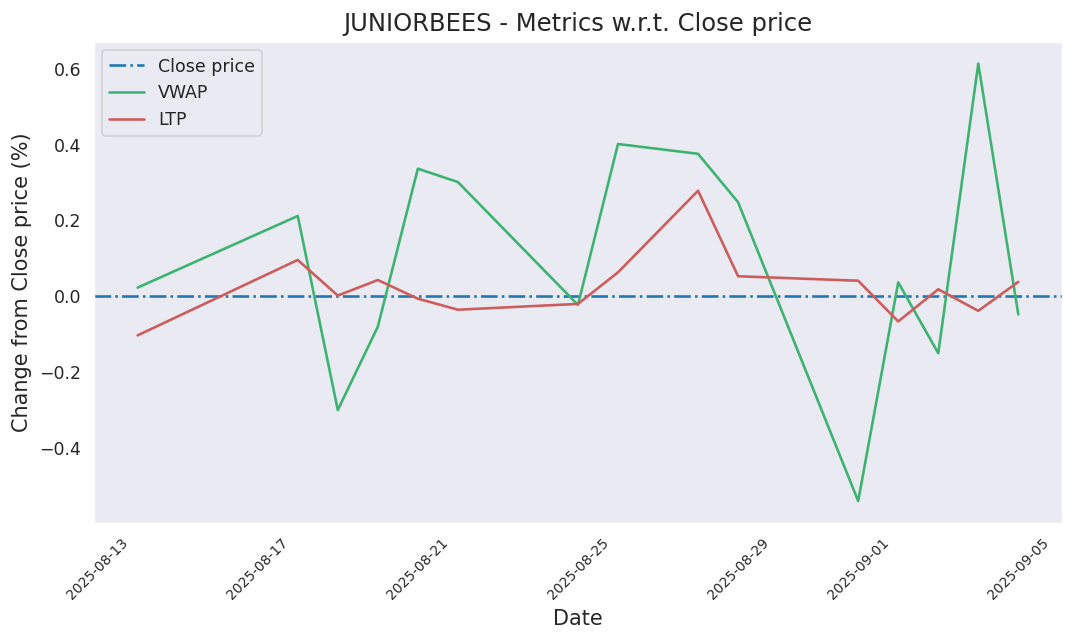 JUNIORBEES - Metrics w.r.t. Close price
Close price
VWAP
LTP
Change from Close price (%)
0.6
0.4
0.2
0.0
−0.2
−0.4
2025-08-13
2025-08-17
2025-08-21
2025-08-25
2025-08-29
2025-09-01
2025-09-05
Date